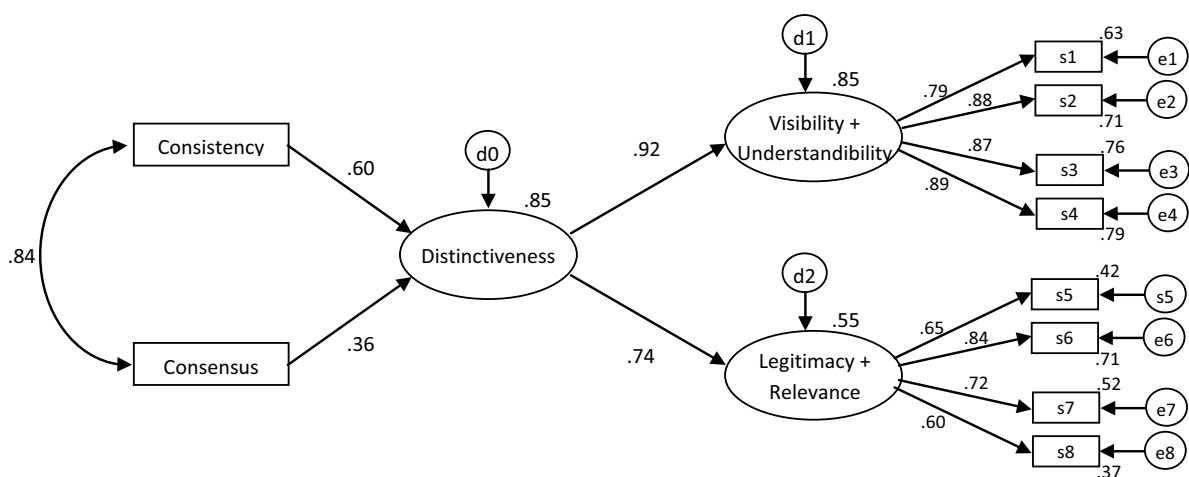 d1
.85
.63
s1
e1
.79
s2
e2
.88
.71
Visibility +
Understandibility
.87
.76
s3
e3
.89
s4
e4
.79
Consistency
.60
d0
.85
.92
Distinctiveness
.84
Consensus
.36
.74
d2
.55
Legitimacy +
Relevance
.42
s5
s5
.65
s6
e6
.84
.71
.72
.52
s7
e7
.60
s8
e8
.37